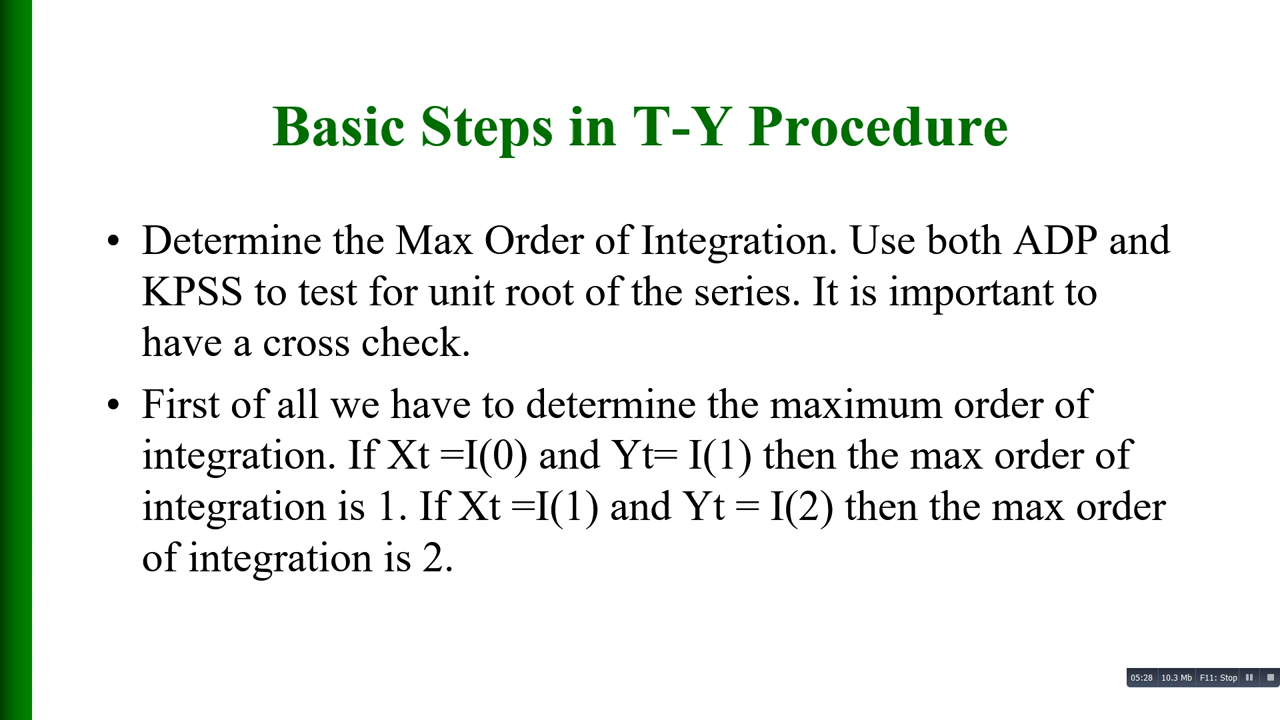 Basic Steps in T-Y Procedure
• Determine the Max Order of Integration. Use both ADP and
KPSS to test for unit root of the series. It is important to
have a cross check.
• First of all we have to determine the maximum order of
integration. If Xt =I(0) and Yt= I(1) then the max order of
integration is 1. If Xt =I(1) and Yt = I(2) then the max order
of integration is 2.
05:28 10.3 Mb F11: Stop